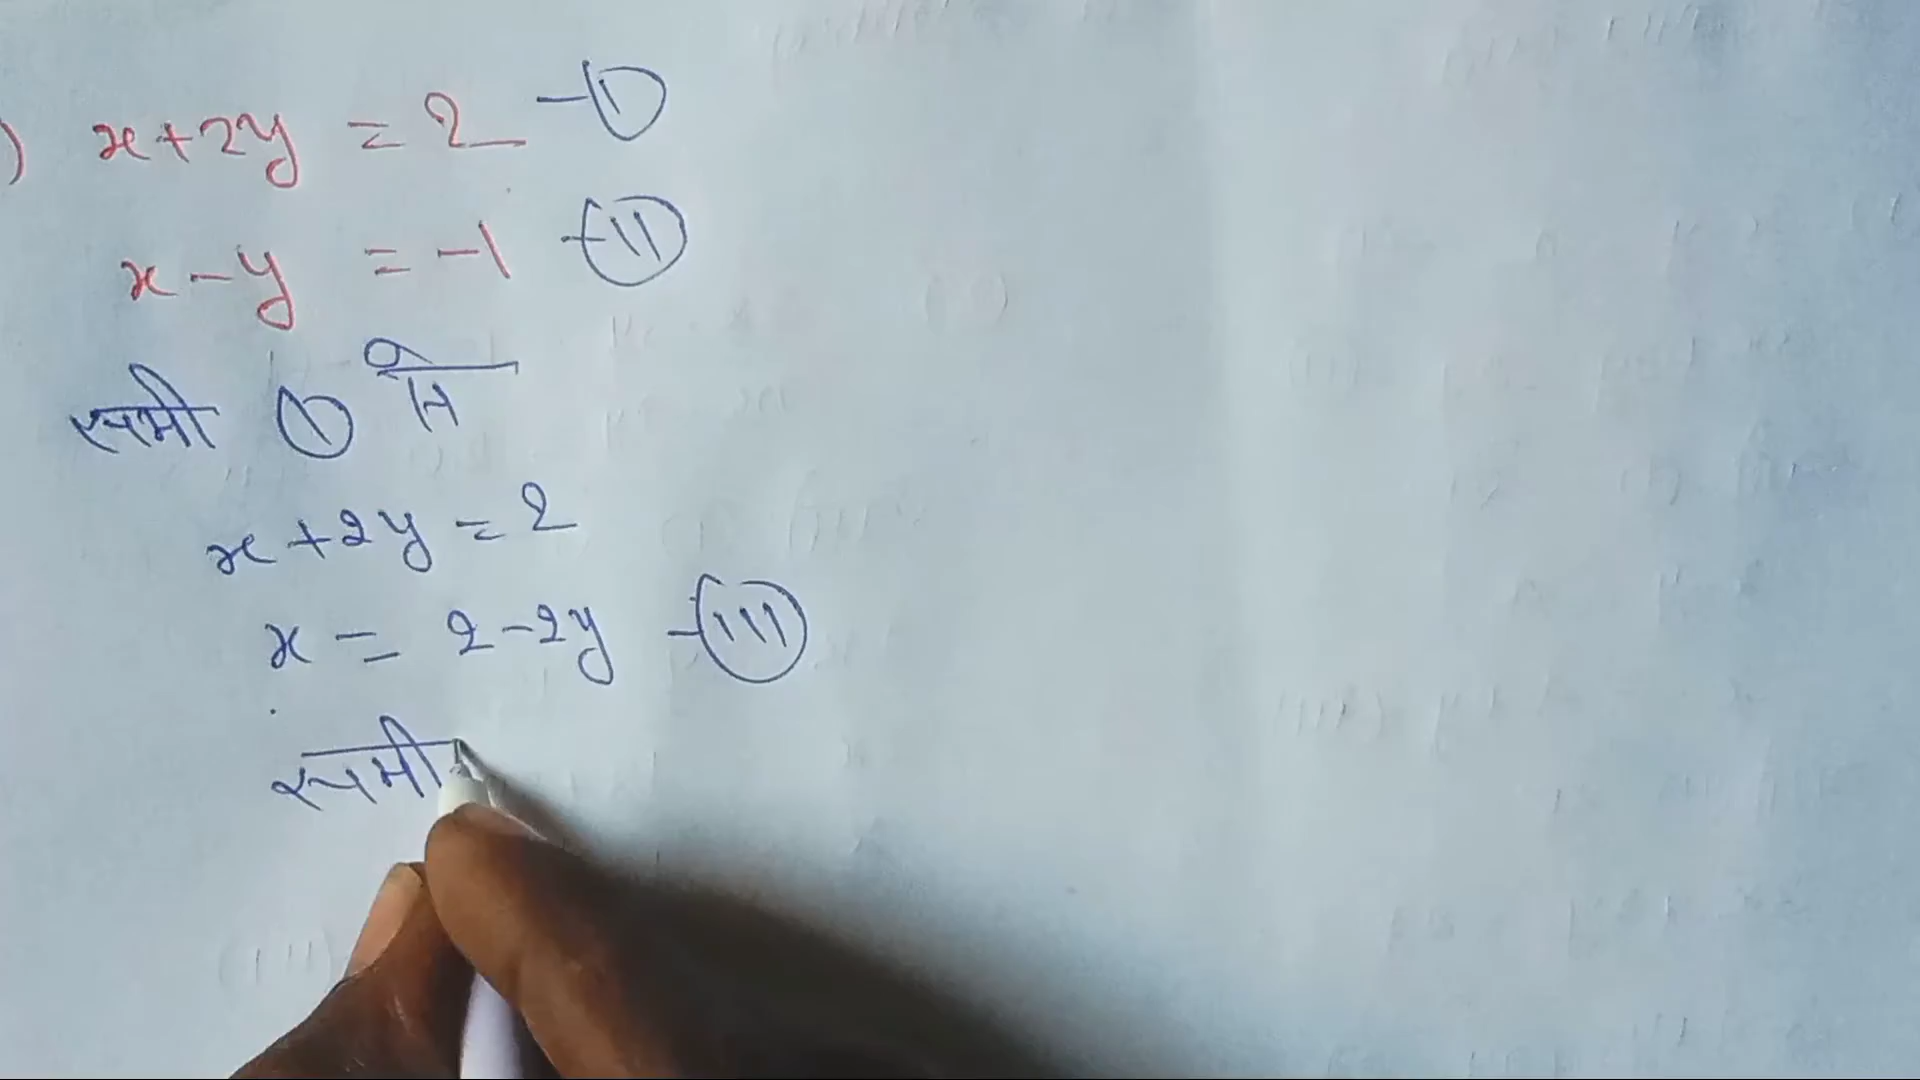 ) x+2y = 2 –(I)
x–y = –1 –(II)
समी (I) से
x+2y = 2
x = 2–2y –(III)
समी